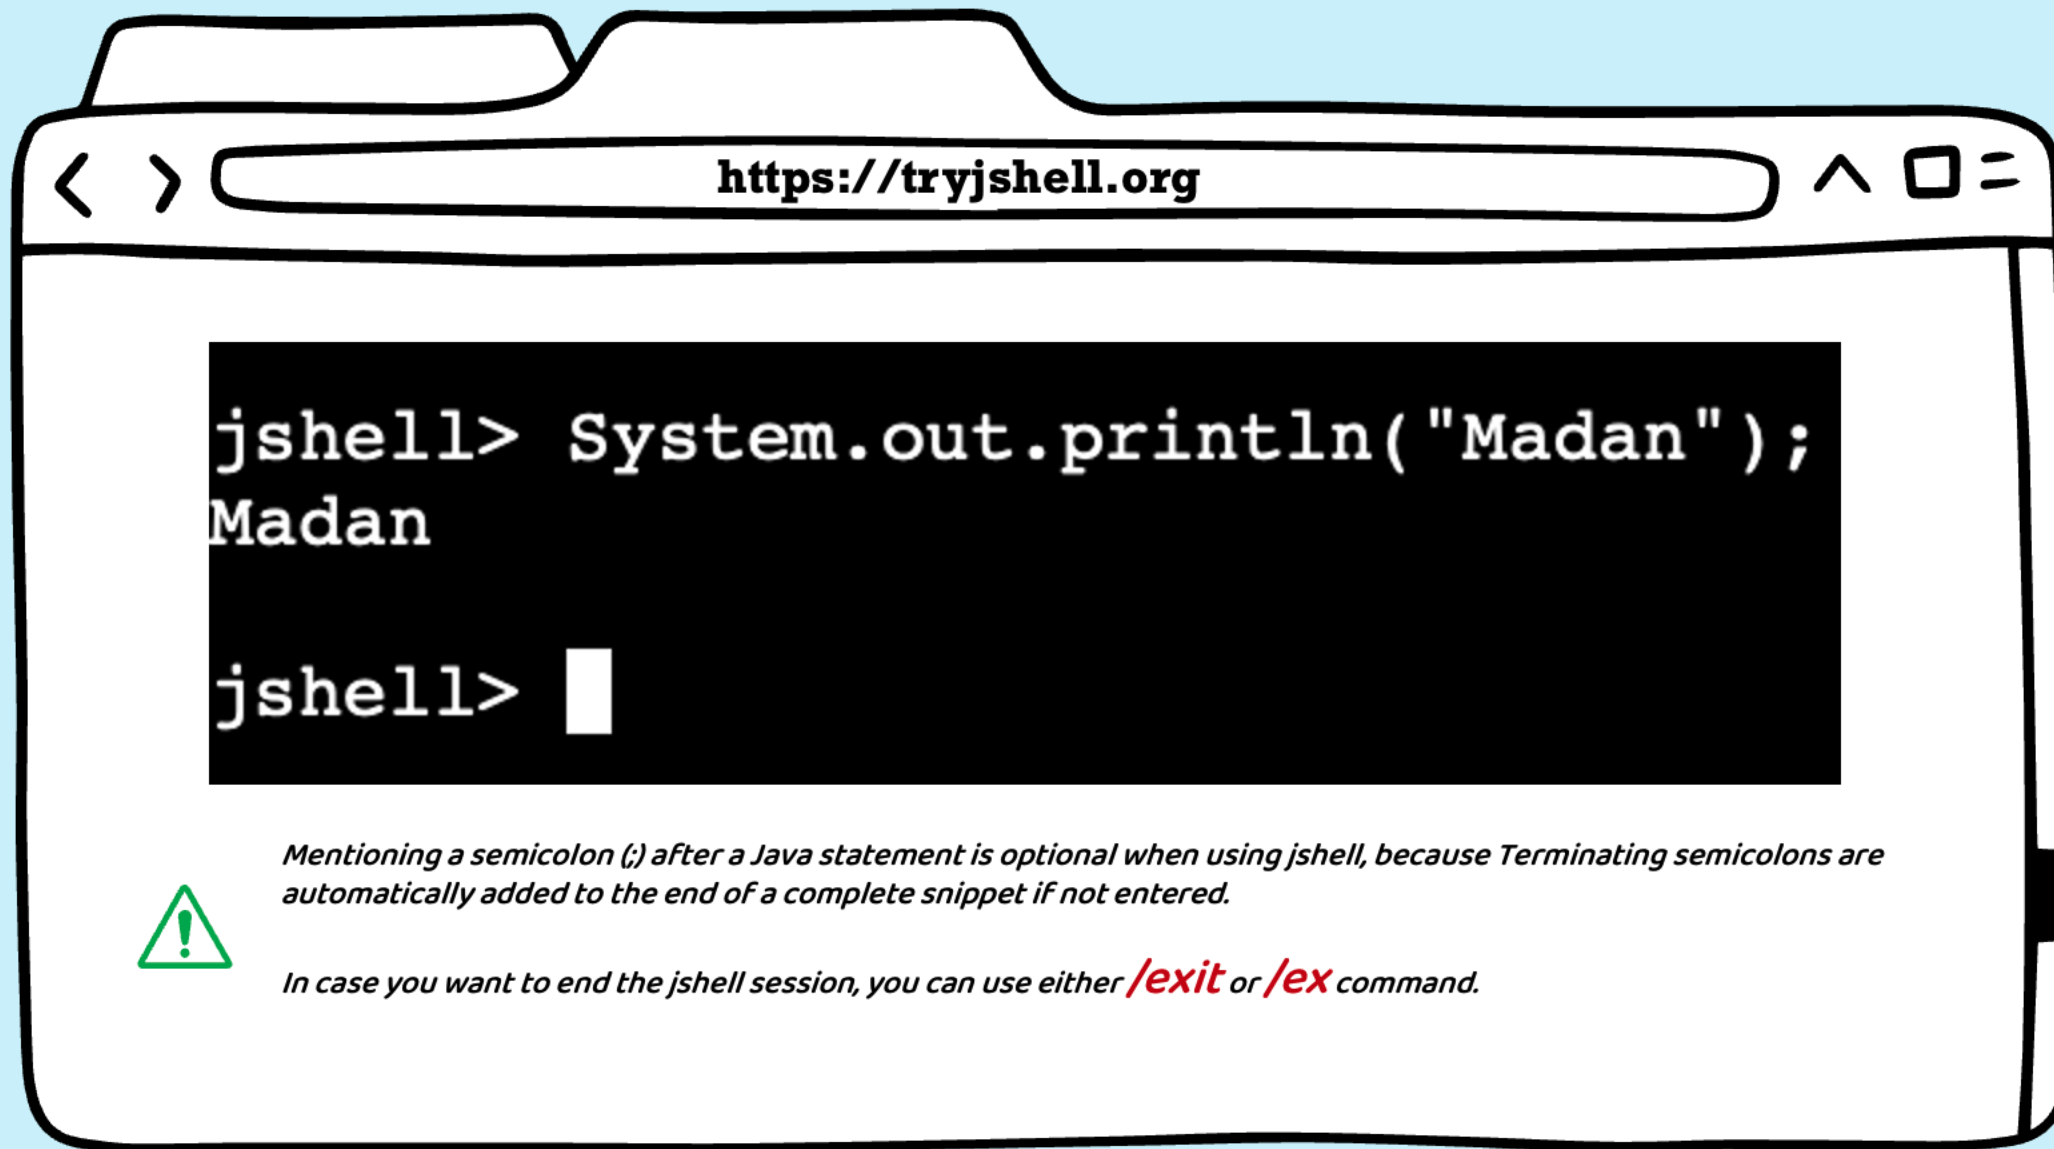 https://tryjshell.org
jshell> System.out.println("Madan");
Madan
jshell>
Mentioning a semicolon (;) after a Java statement is optional when using jshell, because Terminating semicolons are
automatically added to the end of a complete snippet if not entered.
In case you want to end the jshell session, you can use either /exit or /ex command.